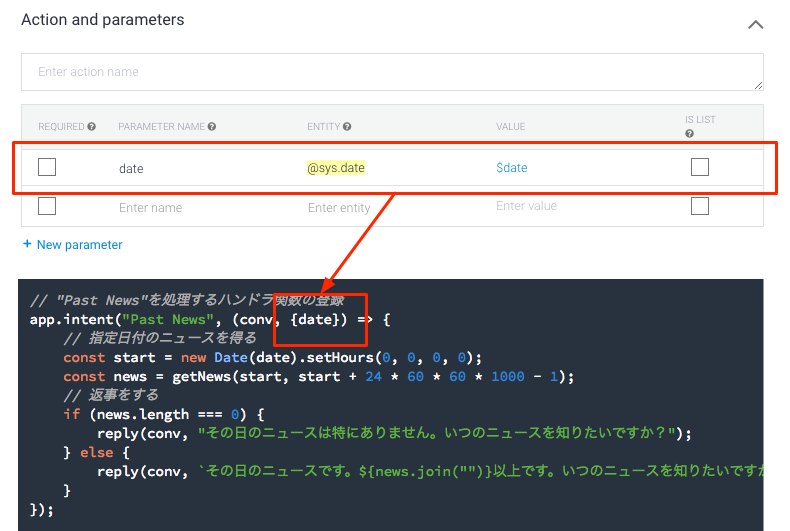 Action and parameters
Enter action name
REQUIRED ? PARAMETER NAME ? ENTITY ? VALUE IS LIST ?
date @sys.date $date
Enter name Enter entity Enter value
+ New parameter
// "Past News"を処理するハンドラ関数の登録
app.intent("Past News", (conv, {date}) => {
// 指定日付のニュースを得る
const start = new Date(date).setHours(0, 0, 0, 0);
const news = getNews(start, start + 24 * 60 * 60 * 1000 - 1);
// 返事をする
if (news.length === 0) {
reply(conv, "その日のニュースは特にありません。いつのニュースを知りたいですか？");
} else {
reply(conv, `その日のニュースです。${news.join("")}以上です。いつのニュースを知りたいですか
}
});